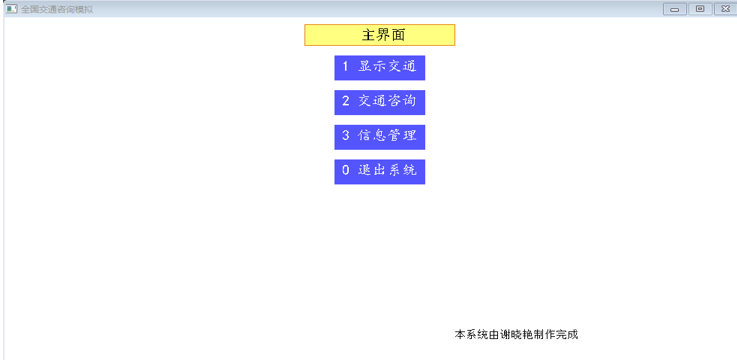 全国交通咨询模拟
主界面
1 显示交通
2 交通咨询
3 信息管理
0 退出系统
本系统由谢晓艳制作完成